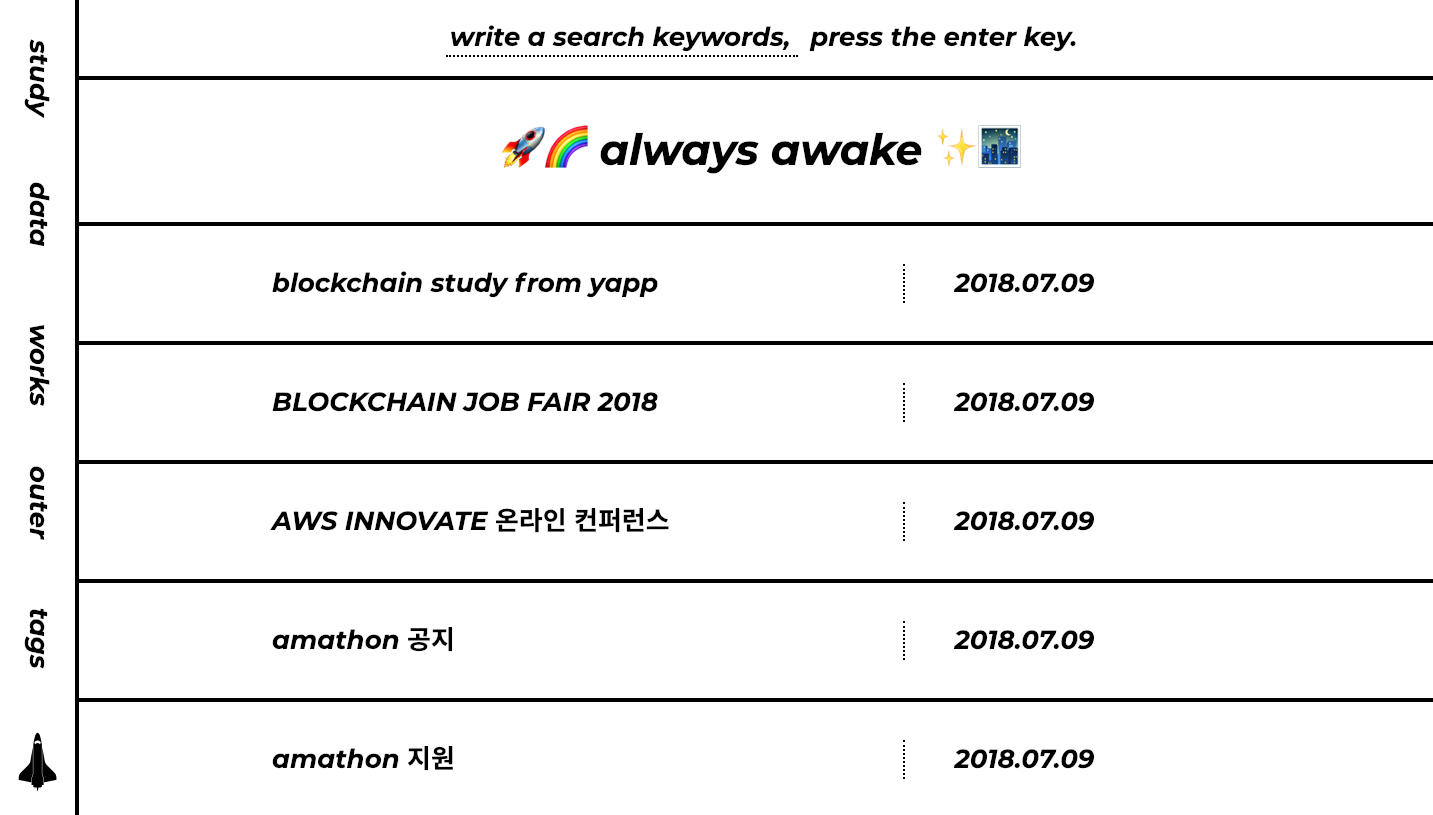 write a search keywords, press the enter key.
🚀🌈 always awake ✨🌃
study
data
works
outer
tags
blockchain study from yapp 2018.07.09
BLOCKCHAIN JOB FAIR 2018 2018.07.09
AWS INNOVATE 온라인 컨퍼런스 2018.07.09
amathon 공지 2018.07.09
amathon 지원 2018.07.09